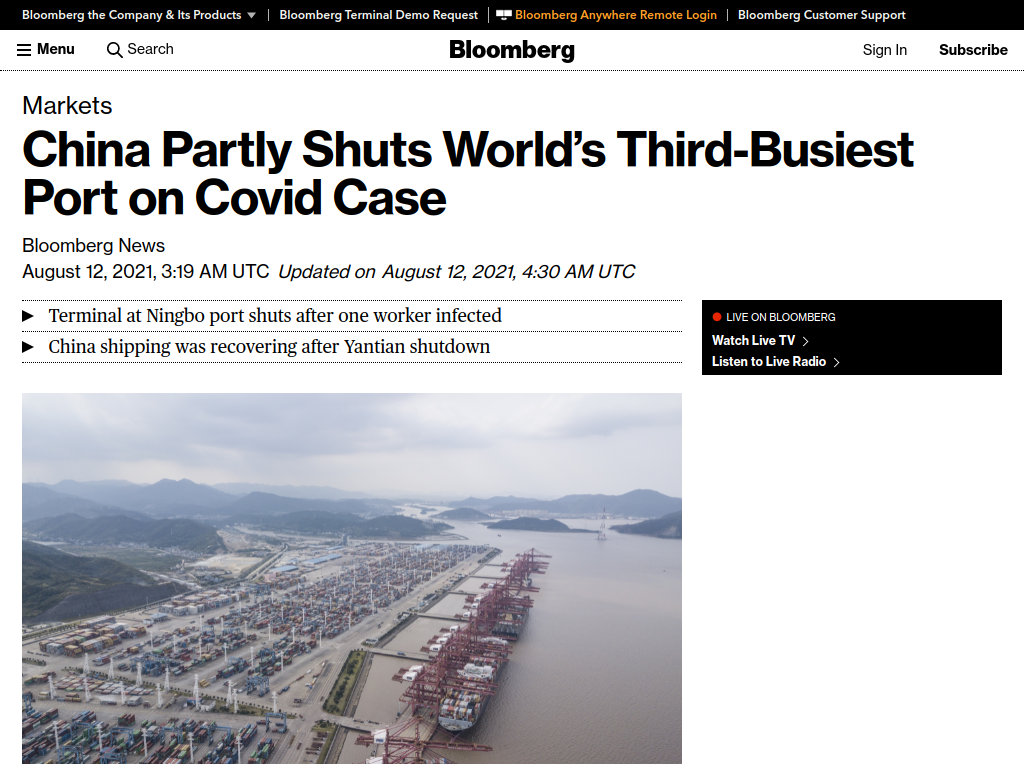 Bloomberg the Company & Its Products
Bloomberg Terminal Demo Request
Bloomberg Anywhere Remote Login
Bloomberg Customer Support
Menu
Search
Bloomberg
Sign In
Subscribe
Markets
China Partly Shuts World’s Third-Busiest
Port on Covid Case
Bloomberg News
August 12, 2021, 3:19 AM UTC Updated on August 12, 2021, 4:30 AM UTC
Terminal at Ningbo port shuts after one worker infected
China shipping was recovering after Yantian shutdown
LIVE ON BLOOMBERG
Watch Live TV
Listen to Live Radio